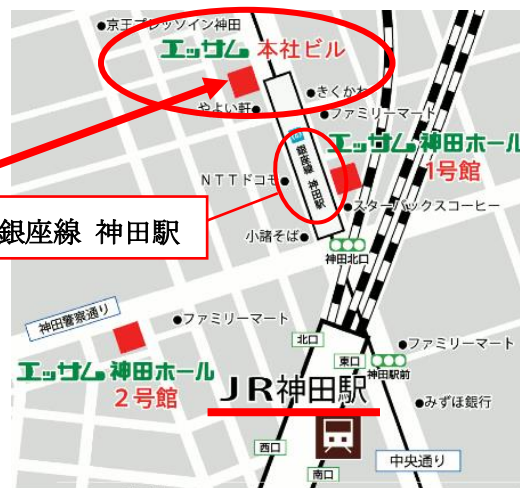 ●京王プレッソイン神田
エッサム 本社ビル
●きくかわ
やよい軒●
●ファミリーマート
エッサム 神田ホール
1号館
銀座線 神田駅
NTTドコモ●
●スターバックスコーヒー
銀座線 神田駅
小諸そば●
神田北口
神田警察通り
●ファミリーマート
北口
東口
●ファミリーマート
神田駅前
エッサム 神田ホール
2号館
JR神田駅
●みずほ銀行
西口
中央通り
南口